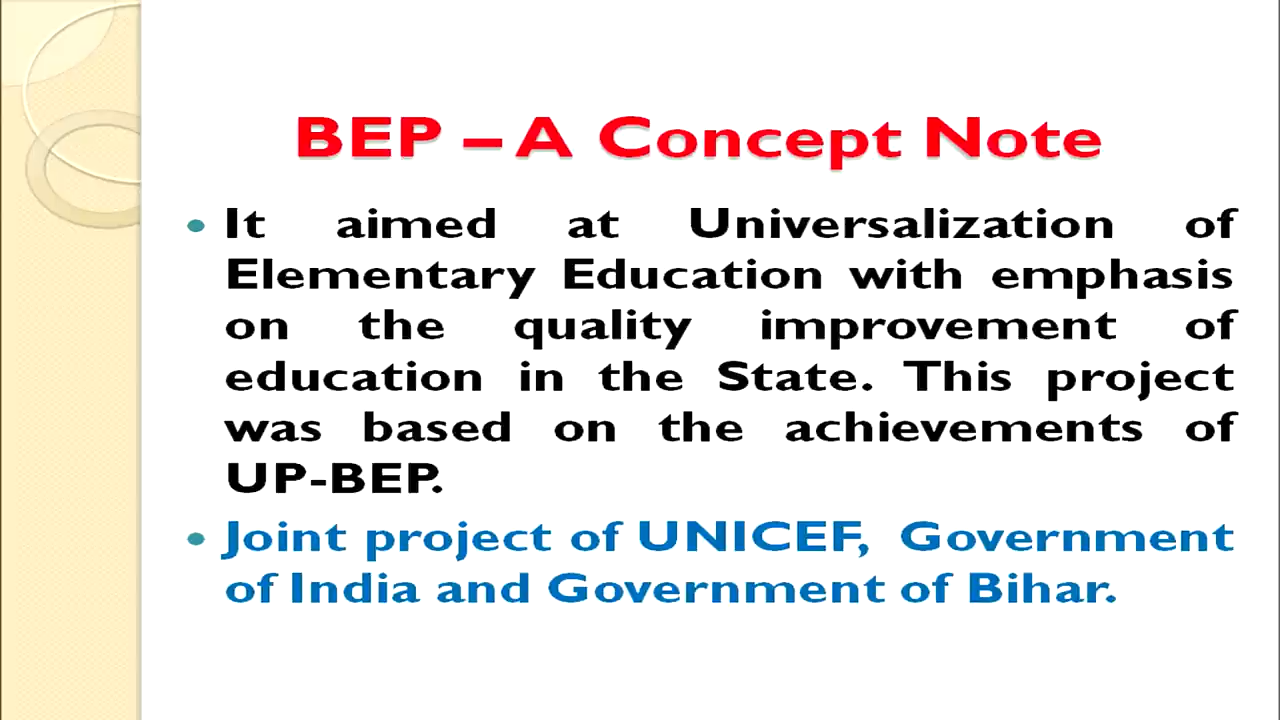 BEP – A Concept Note
• It aimed at Universalization of
Elementary Education with emphasis
on the quality improvement of
education in the State. This project
was based on the achievements of
UP-BEP.
• Joint project of UNICEF, Government
of India and Government of Bihar.